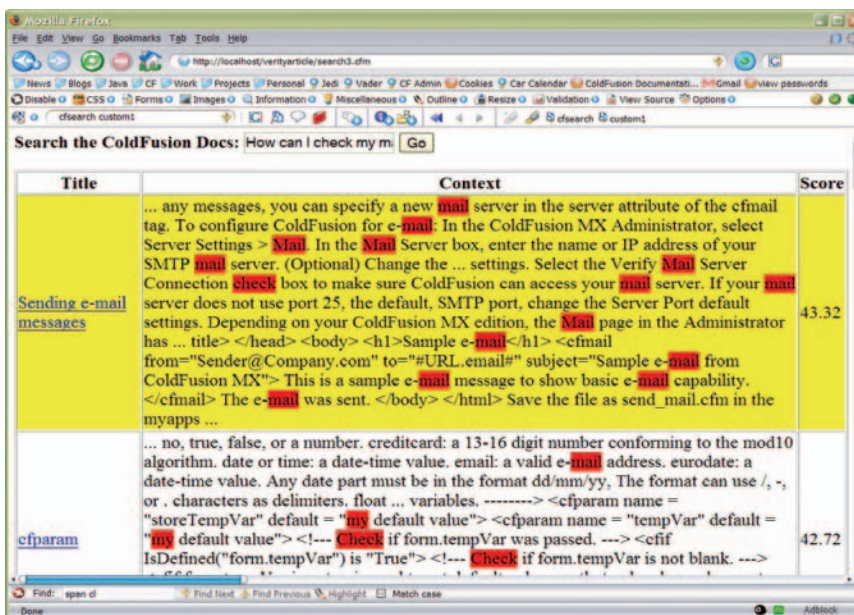 Mozilla Firefox
File Edit View Go Bookmarks Tab Tools Help
http://localhost/verityarticle/search3.cfm
News Blogs Java CF Work Projects Personal Jedi Vader CF Admin Cookies Car Calendar ColdFusion Documentati... Gmail view passwords
Disable CSS Forms Images Information Miscellaneous Outline Resize Validation View Source Options
cfsearch custom1 cfsearch custom1
Search the ColdFusion Docs: How can I check my m Go
Title Context Score
... any messages, you can specify a new mail server in the server attribute of the cfmail
tag. To configure ColdFusion for e-mail: In the ColdFusion MX Administrator, select
Server Settings > Mail. In the Mail Server box, enter the name or IP address of your
SMTP mail server. (Optional) Change the ... settings. Select the Verify Mail Server
Connection check box to make sure ColdFusion can access your mail server. If your mail
Sending e-mail messages
server does not use port 25, the default, SMTP port, change the Server Port default
settings. Depending on your ColdFusion MX edition, the Mail page in the Administrator
43.32
has ... title> </head> <body> <h1>Sample e-mail</h1> <cfmail
from="Sender@Company.com" to="#URL.email#" subject="Sample e-mail from
ColdFusion MX"> This is a sample e-mail message to show basic e-mail capability.
</cfmail> The e-mail was sent. </body> </html> Save the file as send_mail.cfm in the
myapps ...
... no, true, false, or a number. creditcard: a 13-16 digit number conforming to the mod10
algorithm. date or time: a date-time value. email: a valid e-mail address. eurodate: a
date-time value. Any date part must be in the format dd/mm/yy, The format can use /, -,
or . characters as delimiters. float ... variables. --------> <cfparam name =
"storeTempVar" default = "my default value"> <cfparam name = "tempVar" default =
cfparam
"my default value"> <!--- Check if form.tempVar was passed. ---> <cfif
42.72
IsDefined("form.tempVar") is "True"> <!--- Check if form.tempVar is not blank. --->
Find: span cl Find Next Find Previous Highlight Match case
Done Adblock